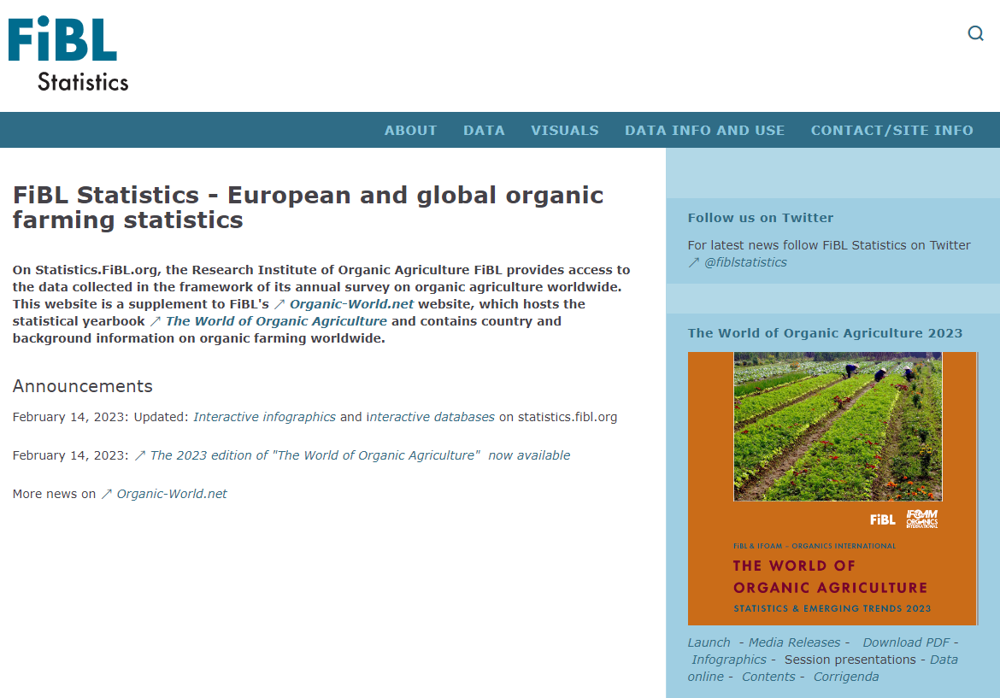 FiBL
Statistics
ABOUT DATA VISUALS DATA INFO AND USE CONTACT/SITE INFO
FiBL Statistics - European and global organic
farming statistics
On Statistics.FiBL.org, the Research Institute of Organic Agriculture FiBL provides access to
the data collected in the framework of its annual survey on organic agriculture worldwide.
This website is a supplement to FiBL's ↗ Organic-World.net website, which hosts the
statistical yearbook ↗ The World of Organic Agriculture and contains country and
background information on organic farming worldwide.
Announcements
February 14, 2023: Updated: Interactive infographics and interactive databases on statistics.fibl.org
February 14, 2023: ↗ The 2023 edition of "The World of Organic Agriculture" now available
More news on ↗ Organic-World.net
Follow us on Twitter
For latest news follow FiBL Statistics on Twitter
↗ @fiblstatistics
The World of Organic Agriculture 2023
FiBL
IFOAM
ORGANICS
INTERNATIONAL
FiBL & IFOAM – ORGANICS INTERNATIONAL
THE WORLD OF
ORGANIC AGRICULTURE
STATISTICS & EMERGING TRENDS 2023
Launch - Media Releases - Download PDF -
Infographics - Session presentations - Data
online - Contents - Corrigenda